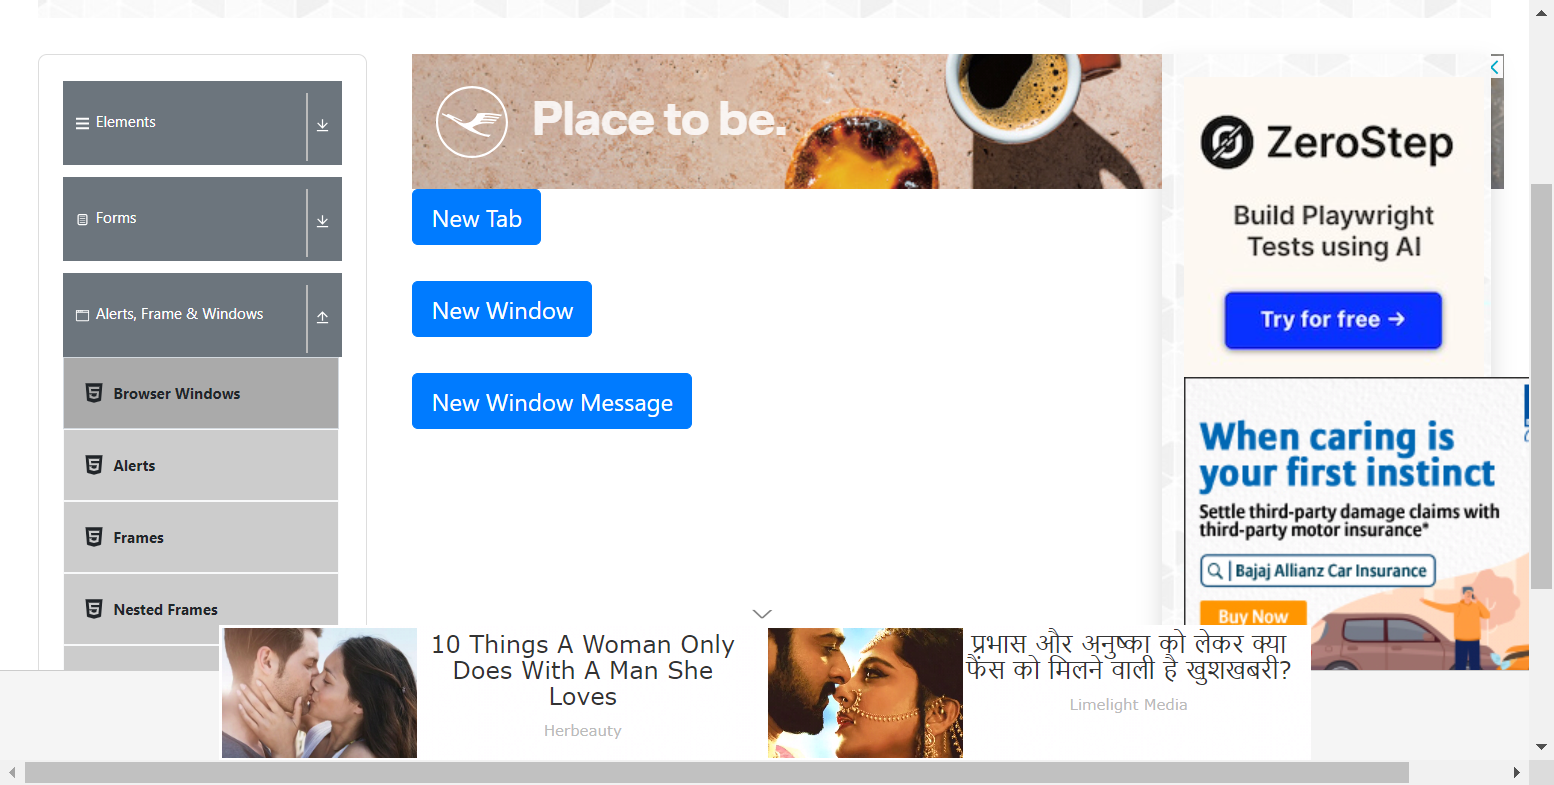 Elements
Forms
Alerts, Frame & Windows
Browser Windows
Alerts
Frames
Nested Frames
Place to be.
New Tab
New Window
New Window Message
ZeroStep
Build Playwright
Tests using AI
Try for free →
When caring is
your first instinct
Settle third-party damage claims with
third-party motor insurance*
Bajaj Allianz Car Insurance
Buy Now
10 Things A Woman Only
Does With A Man She
Loves
Herbeauty
प्रभास और अनुष्का को लेकर क्या
फैंस को मिलने वाली है खुशखबरी?
Limelight Media